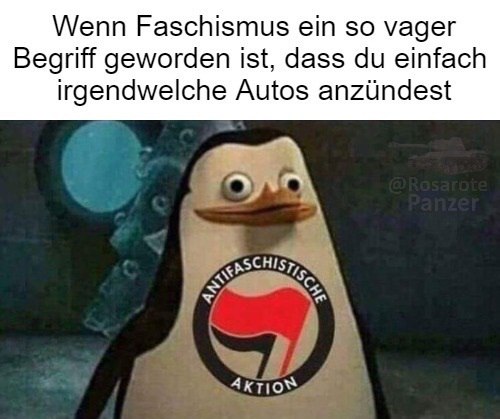 Wenn Faschismus ein so vager
Begriff geworden ist, dass du einfach
irgendwelche Autos anzündest
@Rosarote
Panzer
ANTIFASCHISTISCHE
AKTION